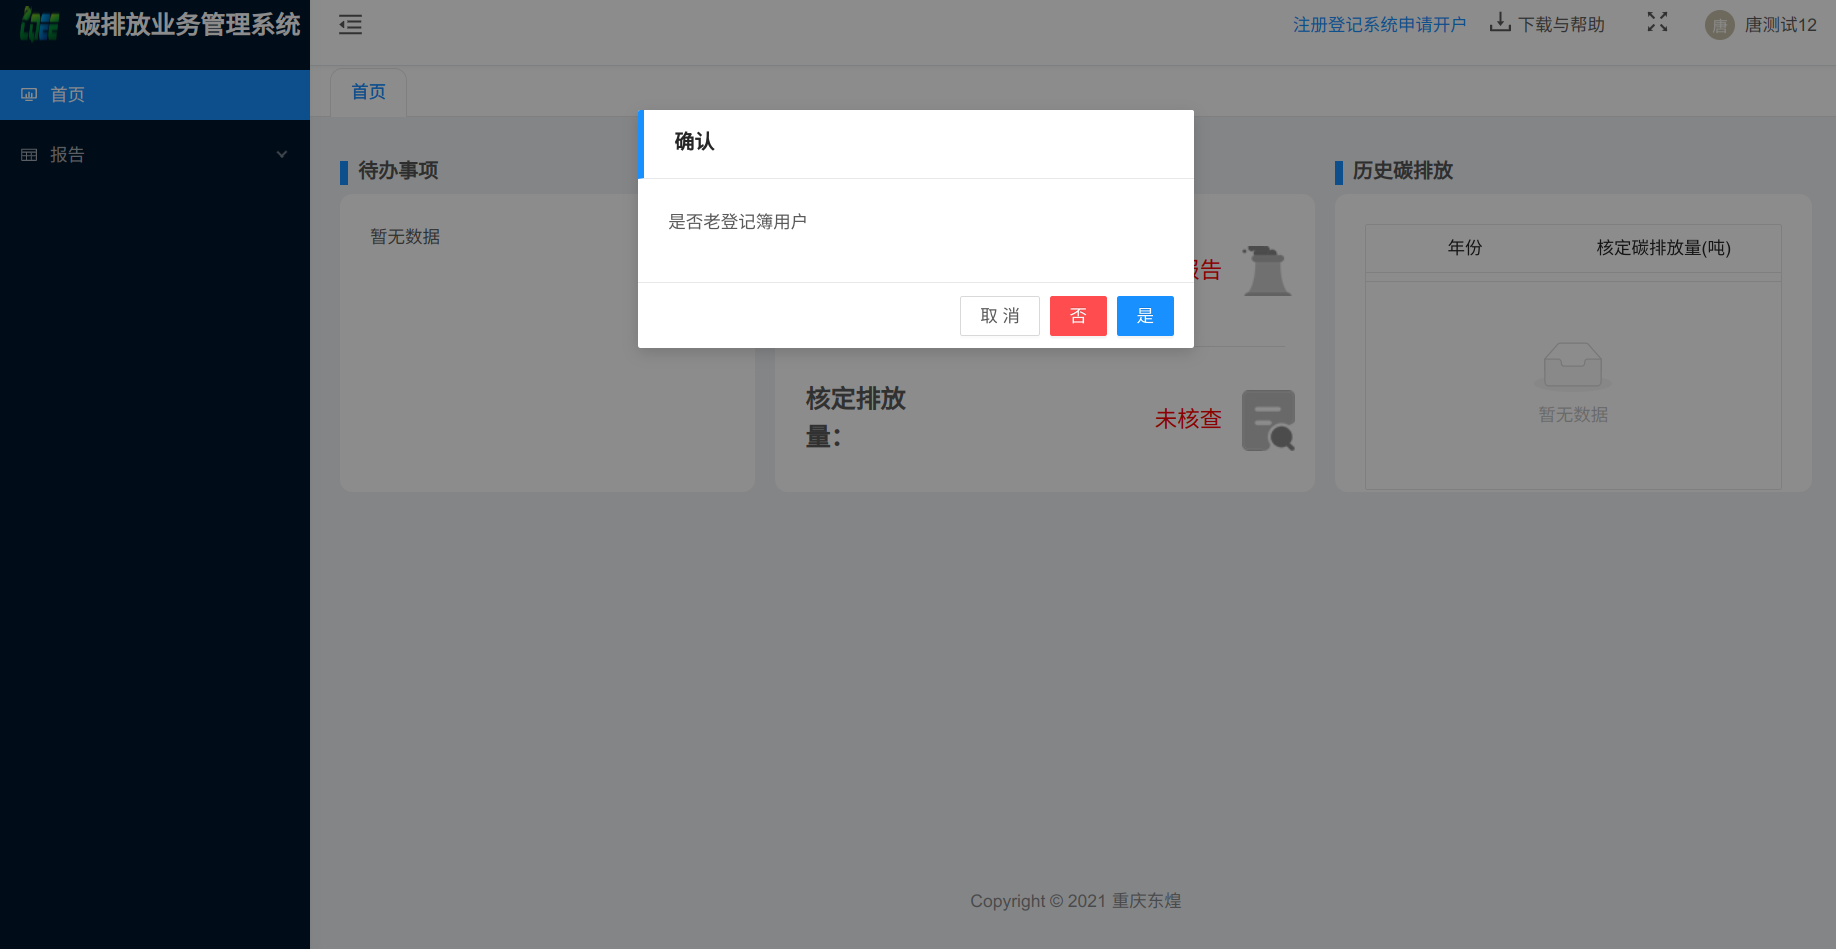 碳排放业务管理系统
注册登记系统申请开户
下载与帮助
唐
唐测试12
首页
报告
首页
待办事项
暂无数据
确认
是否老登记簿用户
取 消
否
是
告
核定排放
量：
未核查
历史碳排放
年份
核定碳排放量(吨)
暂无数据
Copyright © 2021 重庆东煌